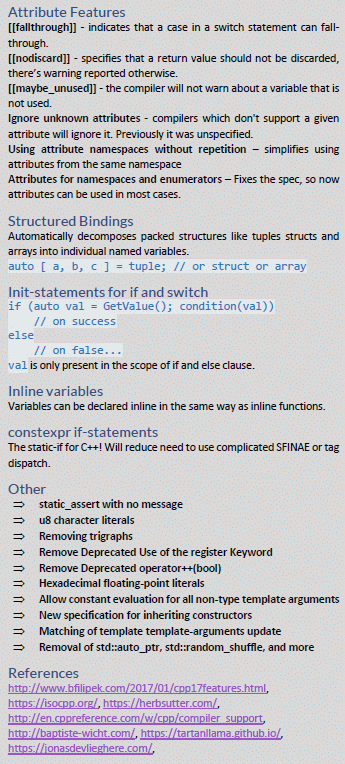 Attribute Features
[[fallthrough]] - indicates that a case in a switch statement can fall-
through.
[[nodiscard]] - specifies that a return value should not be discarded,
there's warning reported otherwise.
[[maybe_unused]] - the compiler will not warn about a variable that is
not used.
Ignore unknown attributes - compilers which don't support a given
attribute will ignore it. Previously it was unspecified.
Using attribute namespaces without repetition – simplifies using
attributes from the same namespace
Attributes for namespaces and enumerators – Fixes the spec, so now
attributes can be used in most cases.
Structured Bindings
Automatically decomposes packed structures like tuples structs and
arrays into individual named variables.
auto [ a, b, c ] = tuple; // or struct or array
Init-statements for if and switch
if (auto val = GetValue(); condition(val))
// on success
else
// on false...
val is only present in the scope of if and else clause.
Inline variables
Variables can be declared inline in the same way as inline functions.
constexpr if-statements
The static-if for C++! Will reduce need to use complicated SFINAE or tag
dispatch.
Other
⇒ static_assert with no message
⇒ u8 character literals
⇒ Removing trigraphs
⇒ Remove Deprecated Use of the register Keyword
⇒ Remove Deprecated operator++(bool)
⇒ Hexadecimal floating-point literals
⇒ Allow constant evaluation for all non-type template arguments
⇒ New specification for inheriting constructors
⇒ Matching of template template-arguments update
⇒ Removal of std::auto_ptr, std::random_shuffle, and more
References
http://www.bfilipek.com/2017/01/cpp17features.html,
https://isocpp.org/, https://herbsutter.com/,
http://en.cppreference.com/w/cpp/compiler_support,
http://baptiste-wicht.com/, https://tartanllama.github.io/,
https://jonasdevlieghere.com/,